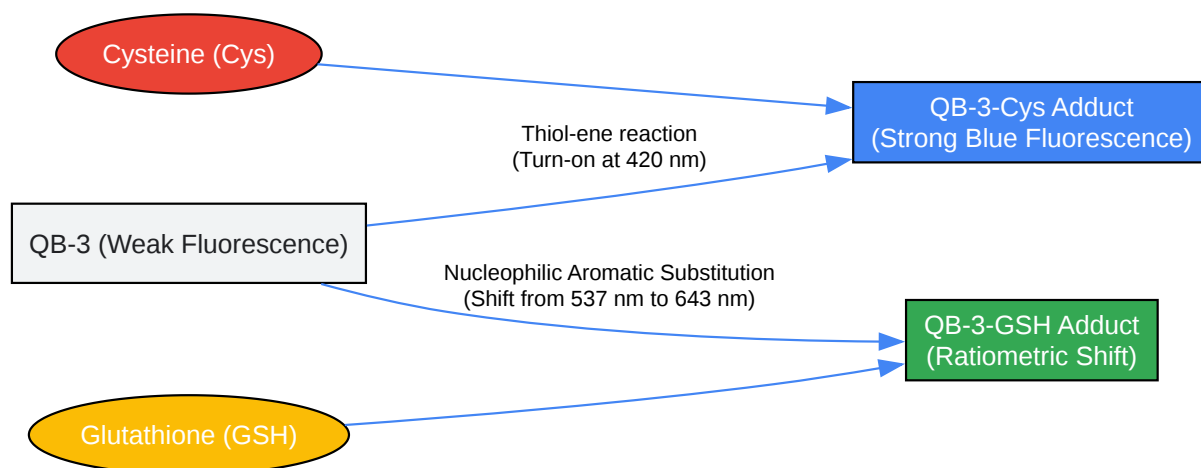 Cysteine (Cys)
QB-3-Cys Adduct
(Strong Blue Fluorescence)
Thiol-ene reaction
(Turn-on at 420 nm)
QB-3 (Weak Fluorescence)
Nucleophilic Aromatic Substitution
(Shift from 537 nm to 643 nm)
QB-3-GSH Adduct
(Ratiometric Shift)
Glutathione (GSH)